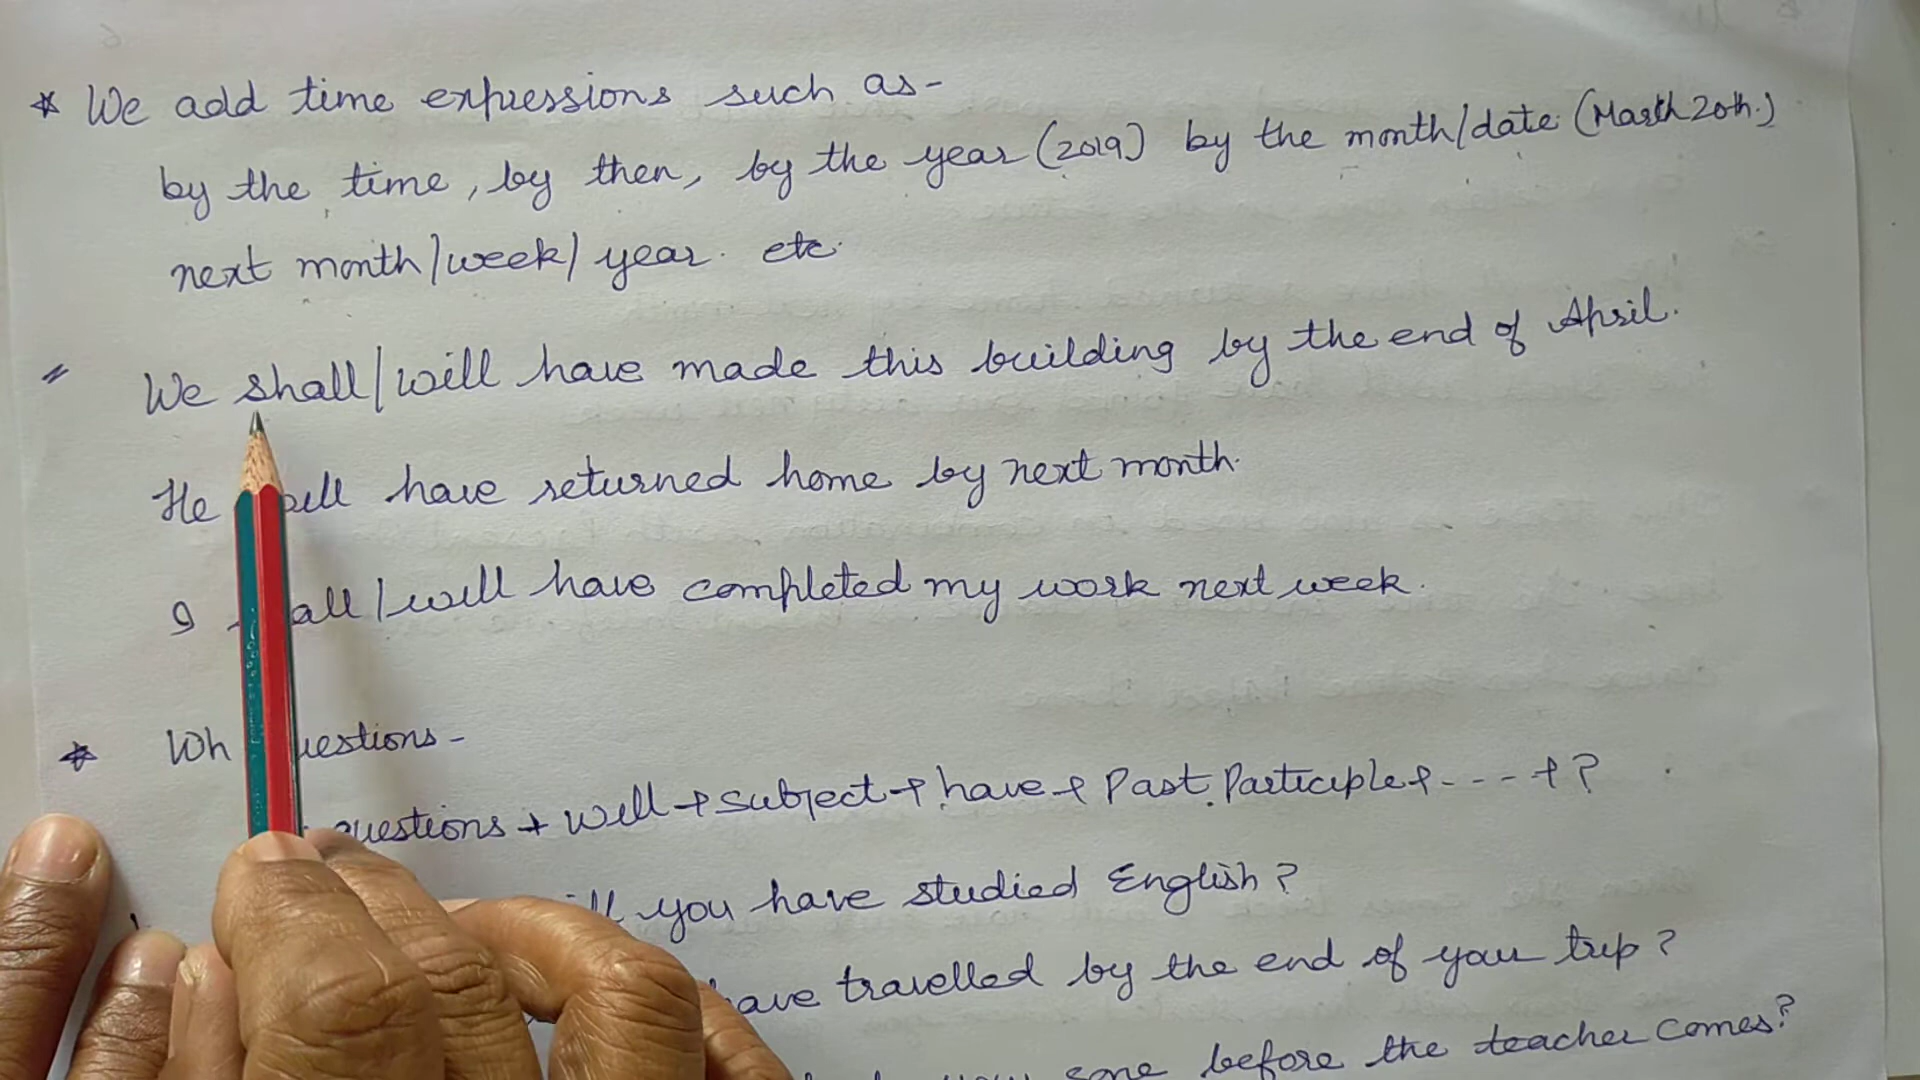 * We add time expressions such as-
by the time, by then, by the year (2019) by the month/date (March 20th.)
next month/week/year. etc.
We shall/will have made this building by the end of April.
He will have returned home by next month.
I shall/will have completed my work next week.
* Wh questions-
questions + will + subject + have + Past Participle + ---- + ?
will you have studied English?
have travelled by the end of your trip?
before the teacher comes?